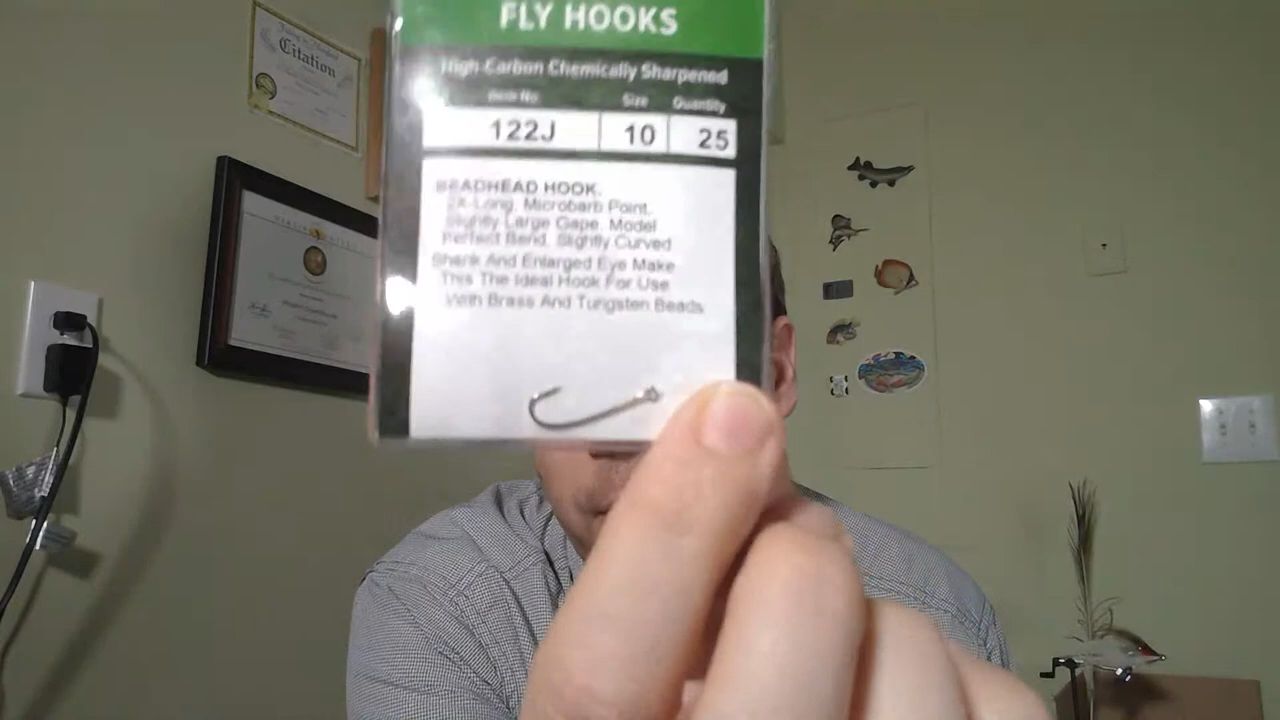 FLY HOOKS
High Carbon Chemically Sharpened
Item No. Size Quantity
122J 10 25
BEADHEAD HOOK.
2X-Long, Microbarb Point,
Slightly Large Gape. Model
Perfect Bend. Slightly Curved
Shank And Enlarged Eye Make
This The Ideal Hook For Use
With Brass And Tungsten Beads.
Citation